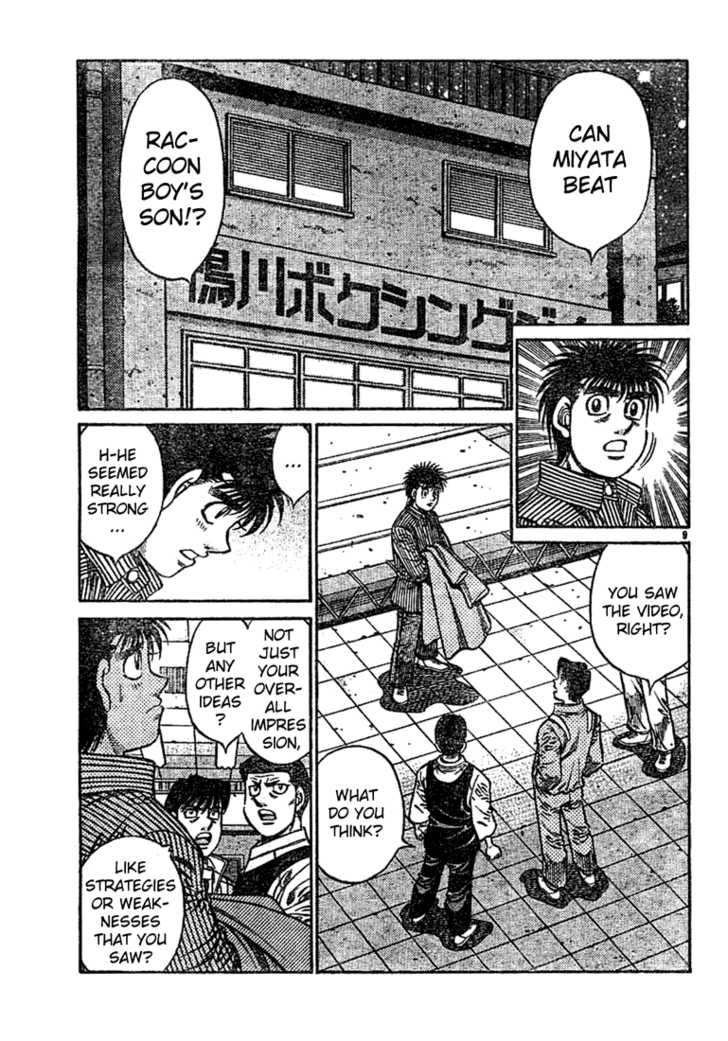 CAN
MIYATA
BEAT
RAC-
COON
BOY'S
SON!?
鴨川ボクシングジ
9
YOU SAW
THE VIDEO,
RIGHT?
WHAT
DO YOU
THINK?
...
H-HE
SEEMED
REALLY
STRONG
...
NOT
JUST
YOUR
OVER-
ALL
IMPRES
SION,
BUT
ANY
OTHER
IDEAS
?
LIKE
STRATEGIES
OR WEAK-
NESSES
THAT YOU
SAW?